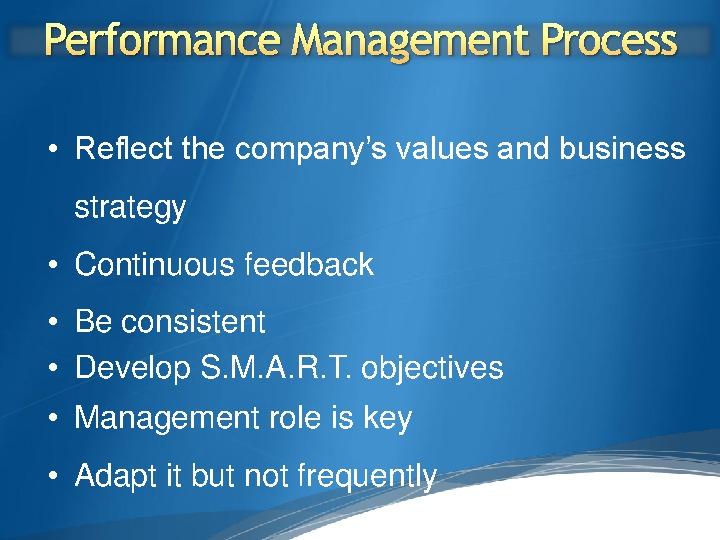 Performance Management Process
• Reflect the company’s values and business
strategy
• Continuous feedback
• Be consistent
• Develop S.M.A.R.T. objectives
• Management role is key
• Adapt it but not frequently